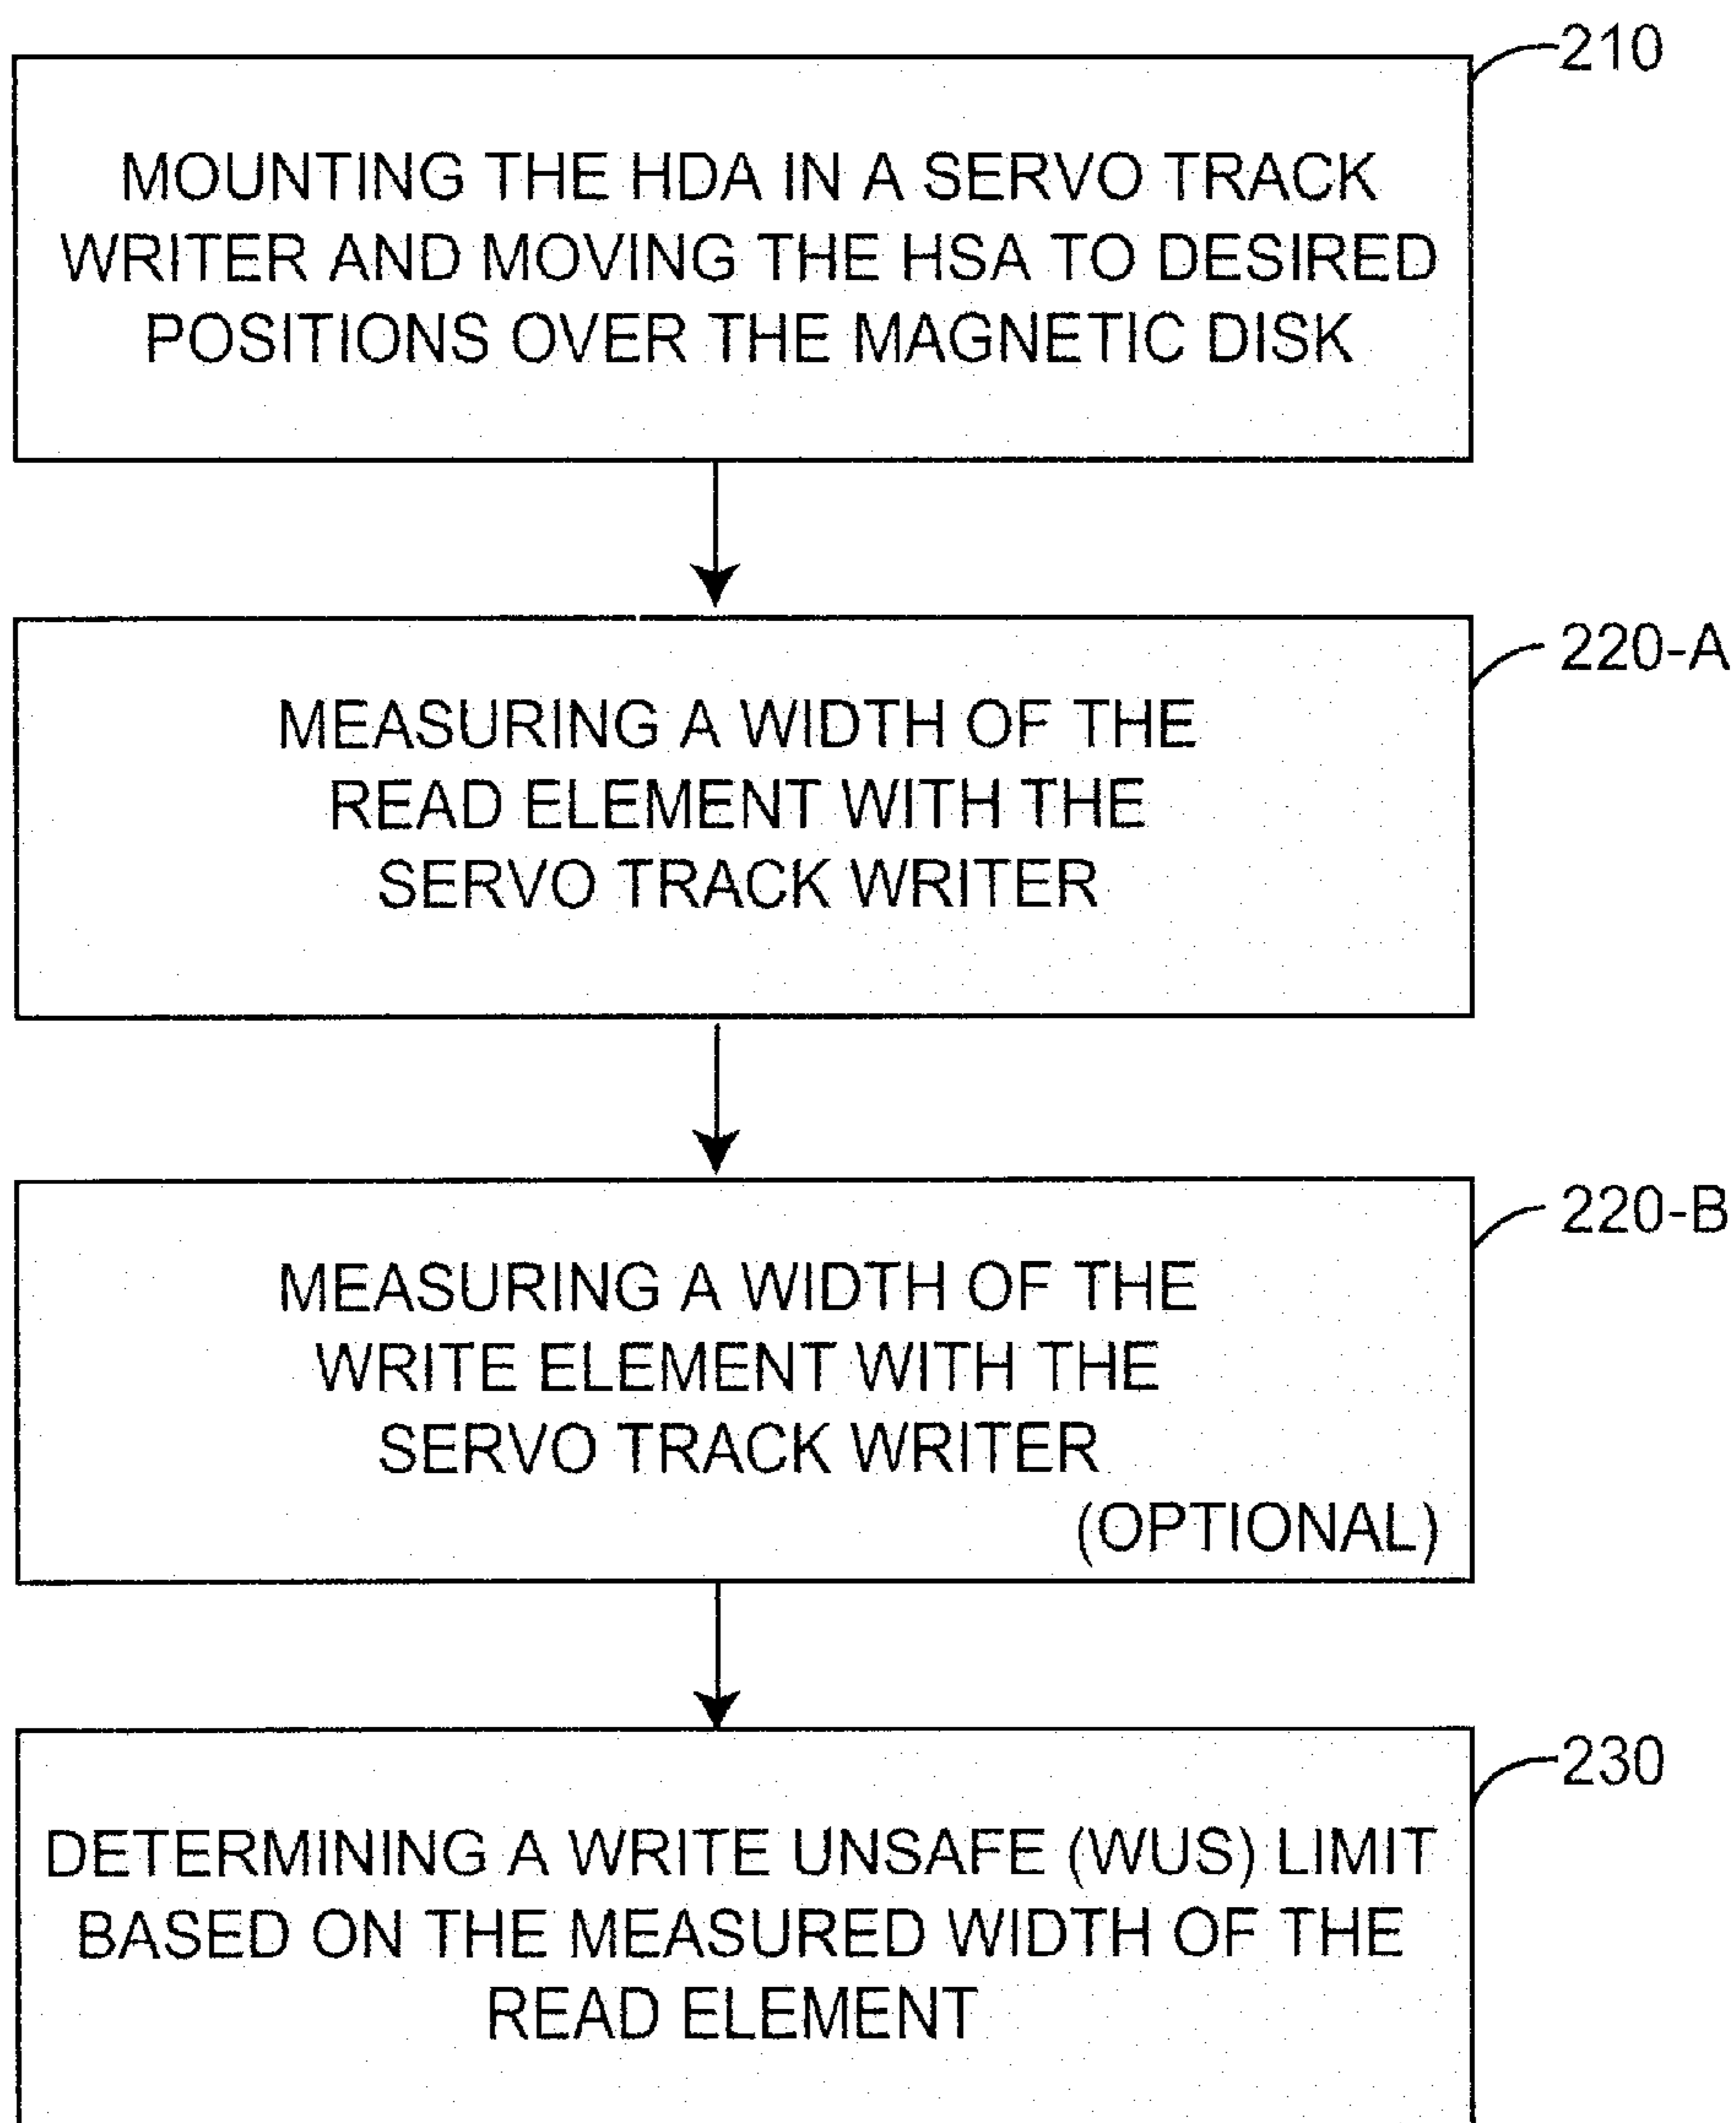 210
MOUNTING THE HDA IN A SERVO TRACK
WRITER AND MOVING THE HSA TO DESIRED
POSITIONS OVER THE MAGNETIC DISK
220-A
MEASURING A WIDTH OF THE
READ ELEMENT WITH THE
SERVO TRACK WRITER
220-B
MEASURING A WIDTH OF THE
WRITE ELEMENT WITH THE
SERVO TRACK WRITER
(OPTIONAL)
230
DETERMINING A WRITE UNSAFE (WUS) LIMIT
BASED ON THE MEASURED WIDTH OF THE
READ ELEMENT